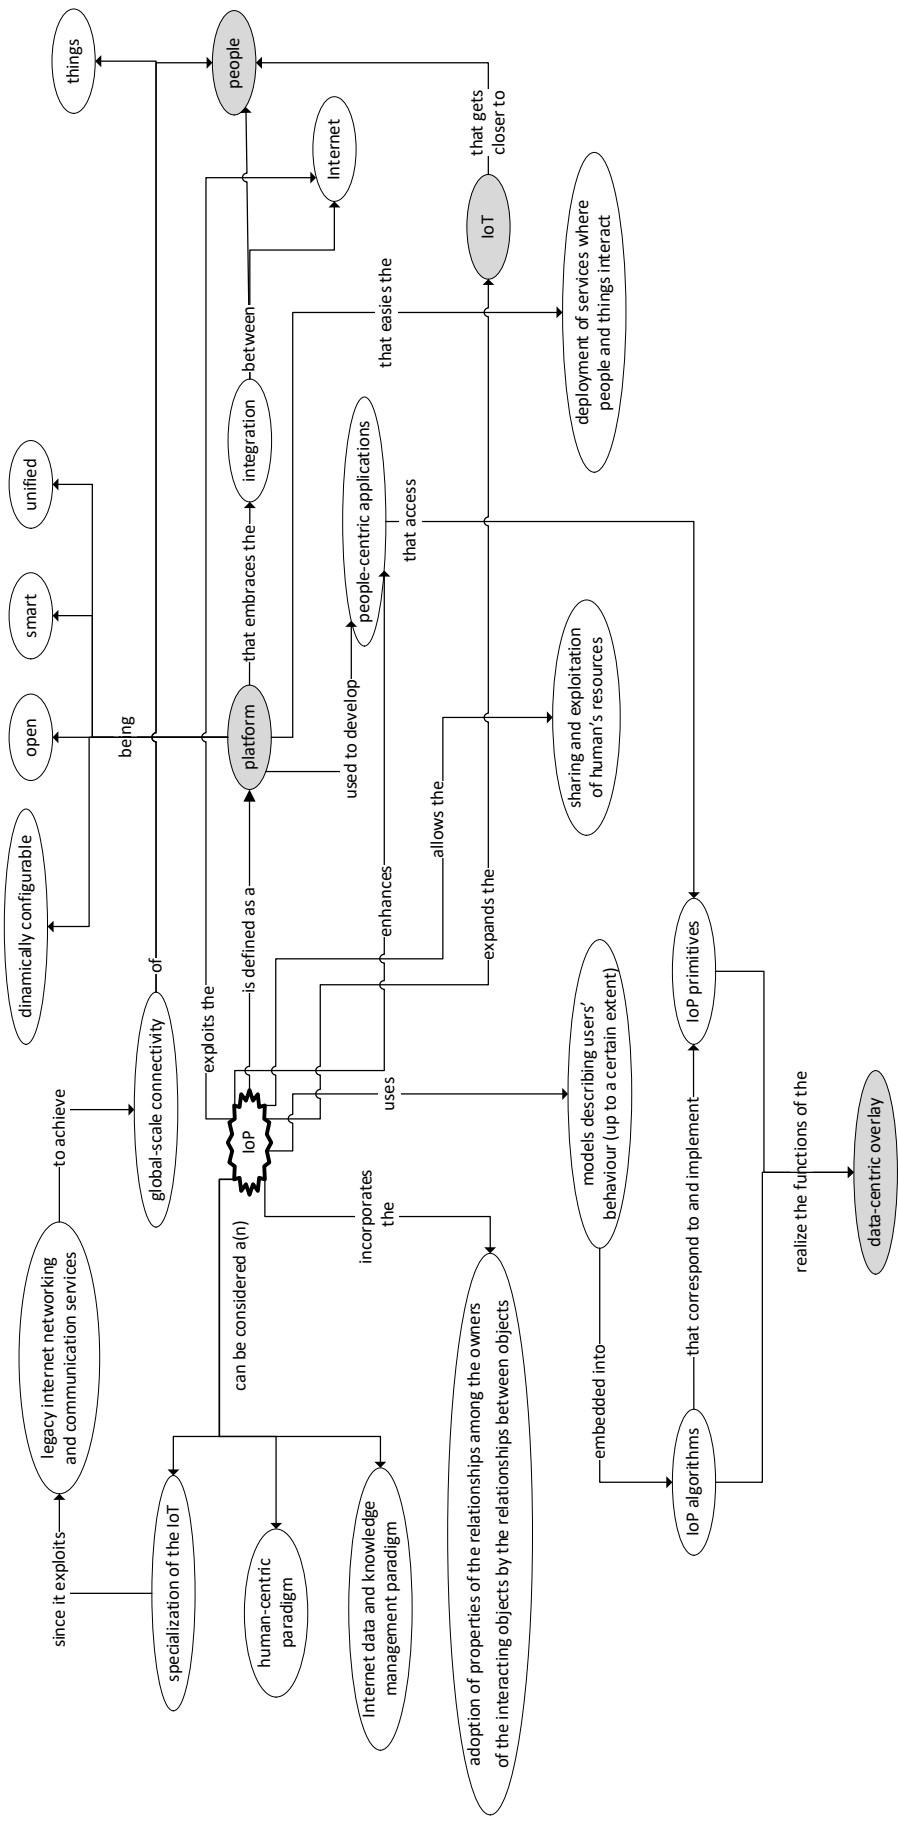 dinamically configurable
open
smart
unified
being
things
people
legacy internet networking
and communication services
to achieve
global-scale connectivity
of
since it exploits
specialization of the IoT
human-centric
paradigm
Internet data and knowledge
management paradigm
can be considered a(n)
IoP
exploits the
is defined as a
platform
that embraces the
integration
between
Internet
used to develop
people-centric applications
that easies the
that access
enhances
allows the
expands the
IoT
that gets
closer to
deployment of services where
people and things interact
sharing and exploitation
of human's resources
uses
incorporates
the
adoption of properties of the relationships among the owners
of the interacting objects by the relationships between objects
models describing users'
behaviour (up to a certain extent)
embedded into
IoP algorithms
that correspond to and implement
IoP primitives
realize the functions of the
data-centric overlay